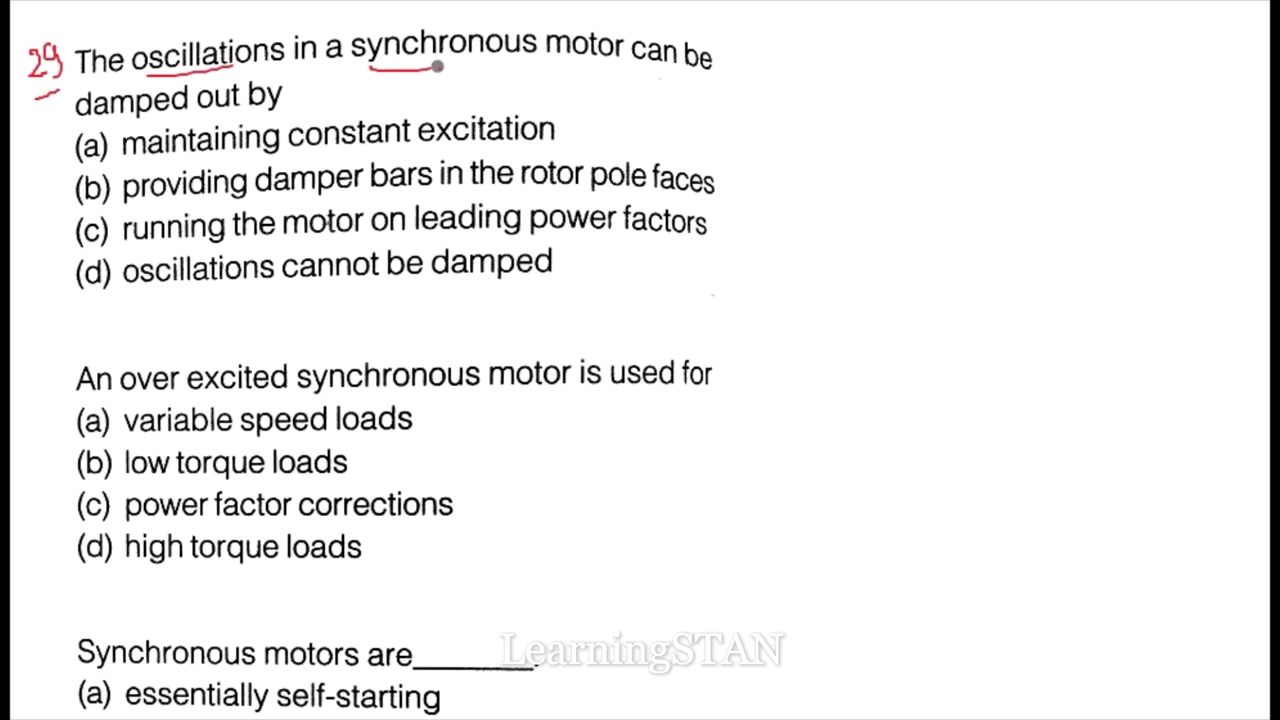 29 The oscillations in a synchronous motor can be
damped out by
(a) maintaining constant excitation
(b) providing damper bars in the rotor pole faces
(c) running the motor on leading power factors
(d) oscillations cannot be damped
An over excited synchronous motor is used for
(a) variable speed loads
(b) low torque loads
(c) power factor corrections
(d) high torque loads
Synchronous motors are_______.
LearningSTAN
(a) essentially self-starting